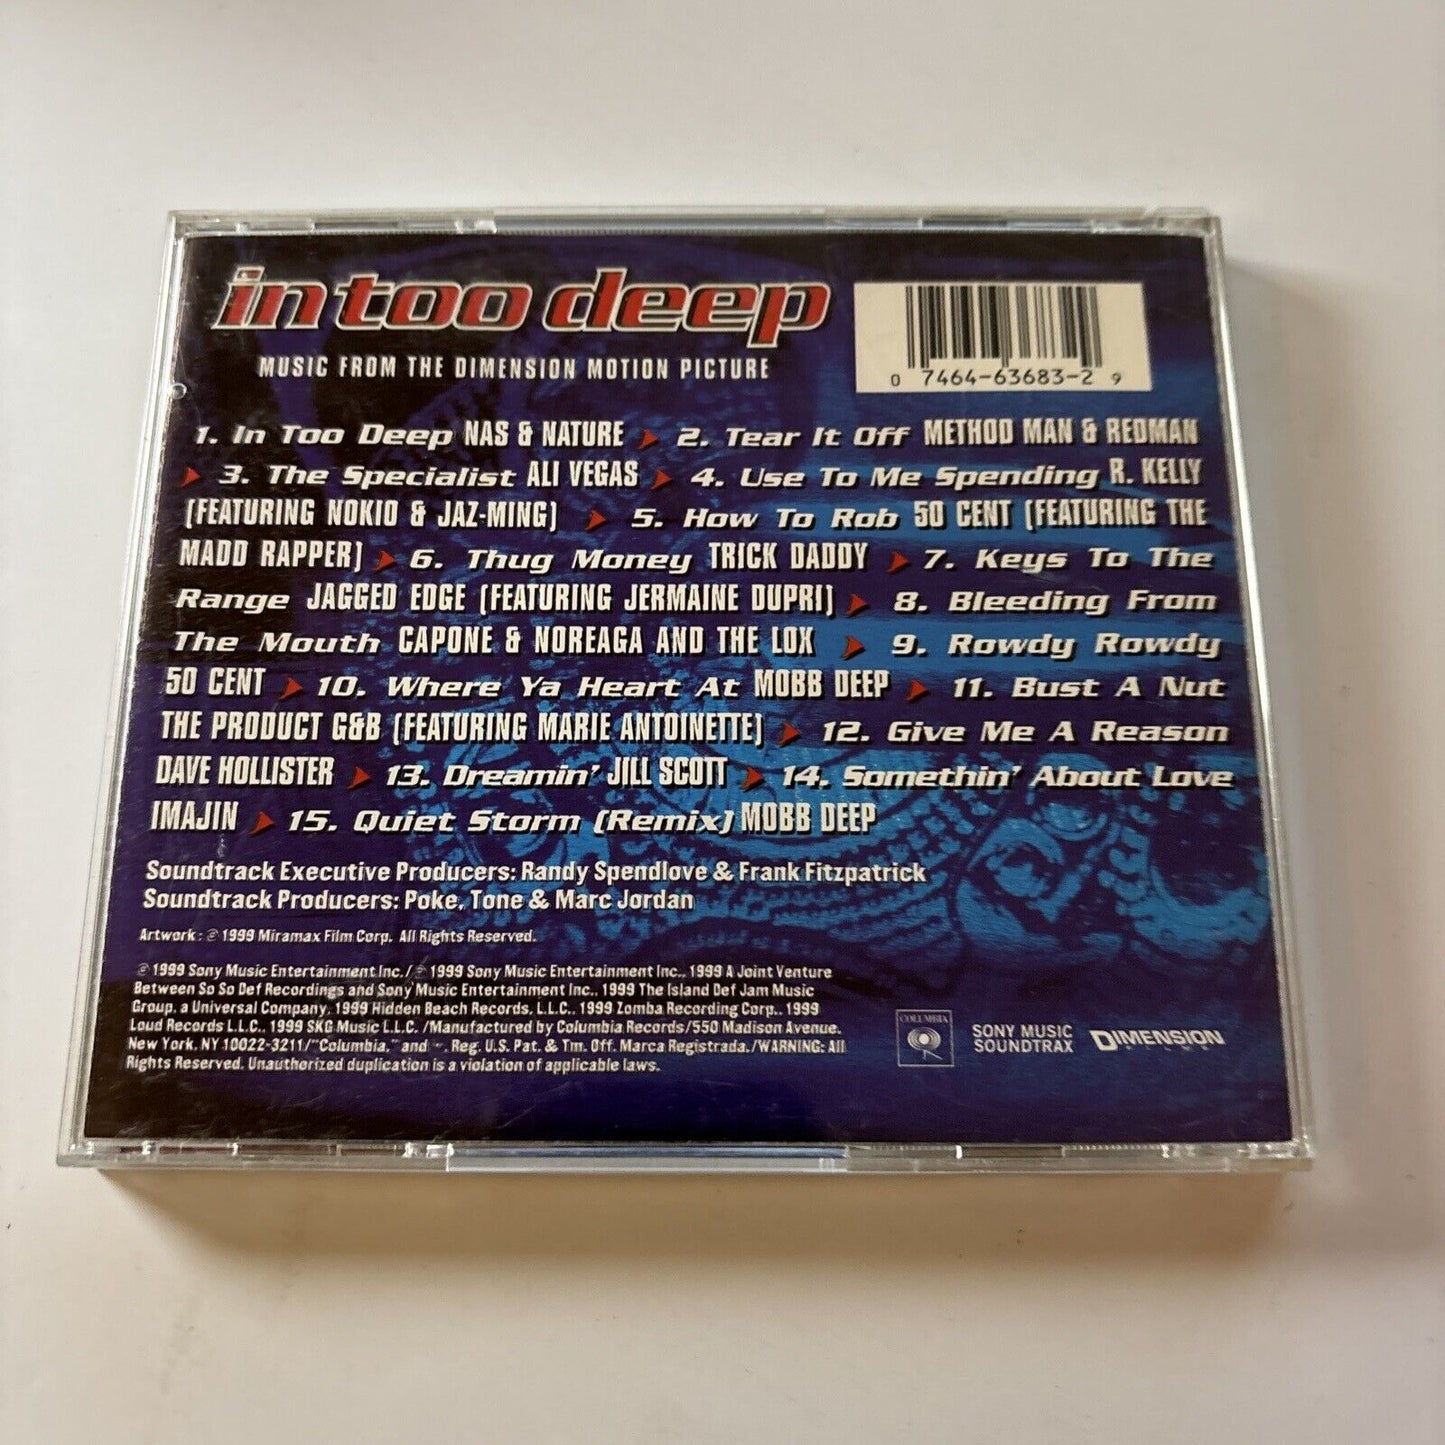 in too deep
MUSIC FROM THE DIMENSION MOTION PICTURE
0 7464-63683-2 9
1. In Too Deep NAS & NATURE 2. Tear It Off METHOD MAN & REDMAN
3. The Specialist ALI VEGAS 4. Use To Me Spending R. KELLY
(FEATURING NOKIO & JAZ-MING) 5. How To Rob 50 CENT (FEATURING THE
MADD RAPPER) 6. Thug Money TRICK DADDY 7. Keys To The
Range JAGGED EDGE (FEATURING JERMAINE DUPRI) 8. Bleeding From
The Mouth CAPONE & NOREAGA AND THE LOX 9. Rowdy Rowdy
50 CENT 10. Where Ya Heart At MOBB DEEP 11. Bust A Nut
THE PRODUCT G&B (FEATURING MARIE ANTOINETTE) 12. Give Me A Reason
DAVE HOLLISTER 13. Dreamin' JILL SCOTT 14. Somethin' About Love
IMAJIN 15. Quiet Storm (Remix) MOBB DEEP
Soundtrack Executive Producers: Randy Spendlove & Frank Fitzpatrick
Soundtrack Producers: Poke, Tone & Marc Jordan
Artwork: ℗ 1999 Miramax Film Corp. All Rights Reserved.
℗ 1999 Sony Music Entertainment Inc./℗ 1999 Sony Music Entertainment Inc., 1999 A Joint Venture
Between So So Def Recordings and Sony Music Entertainment Inc., 1999 The Island Def Jam Music
Group, a Universal Company, 1999 Hidden Beach Records, L.L.C., 1999 Zomba Recording Corp., 1999
Loud Records L.L.C., 1999 SKG Music L.L.C. /Manufactured by Columbia Records/550 Madison Avenue,
New York, NY 10022-3211/"Columbia," and , Reg. U.S. Pat. & Tm. Off. Marca Registrada./WARNING: All
Rights Reserved. Unauthorized duplication is a violation of applicable laws.
COLUMBIA
SONY MUSIC
SOUNDTRAX
DIMENSION
FILMS